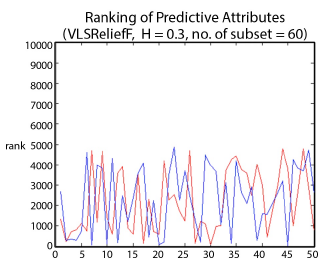 Ranking of Predictive Attributes
(VLSReliefF, H = 0.3, no. of subset = 60)
10000
9000
8000
7000
6000
5000
rank
4000
3000
2000
1000
0
0 5 10 15 20 25 30 35 40 45 50